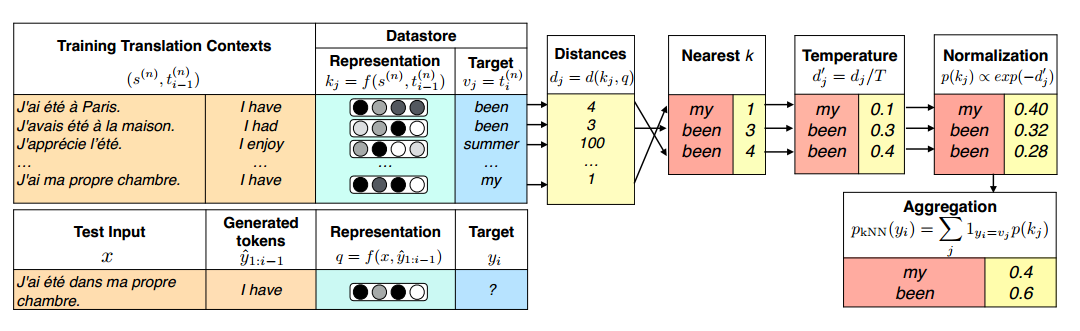 Training Translation Contexts
(s^{(n)}, t_{i-1}^{(n)})
Datastore
Representation
k_j = f(s^{(n)}, t_{i-1}^{(n)})
Target
v_j = t_i^{(n)}
J'ai été à Paris. I have been
J'avais été à la maison. I had been
J'apprécie l'été. I enjoy summer
... ... ... ...
J'ai ma propre chambre. I have my
Distances
d_j = d(k_j, q)
4
3
100
...
1
Nearest k
my 1
been 3
been 4
Temperature
d'_j = d_j/T
my 0.1
been 0.3
been 0.4
Normalization
p(k_j) ∝ exp(−d'_j)
my 0.40
been 0.32
been 0.28
Aggregation
p_{kNN}(y_i) = ∑_j 1_{y_i=v_j} p(k_j)
my 0.4
been 0.6
Test Input
x
Generated
tokens
ŷ_{1:i−1}
Representation
q = f(x, ŷ_{1:i−1})
Target
y_i
J'ai été dans ma propre
chambre.
I have
?